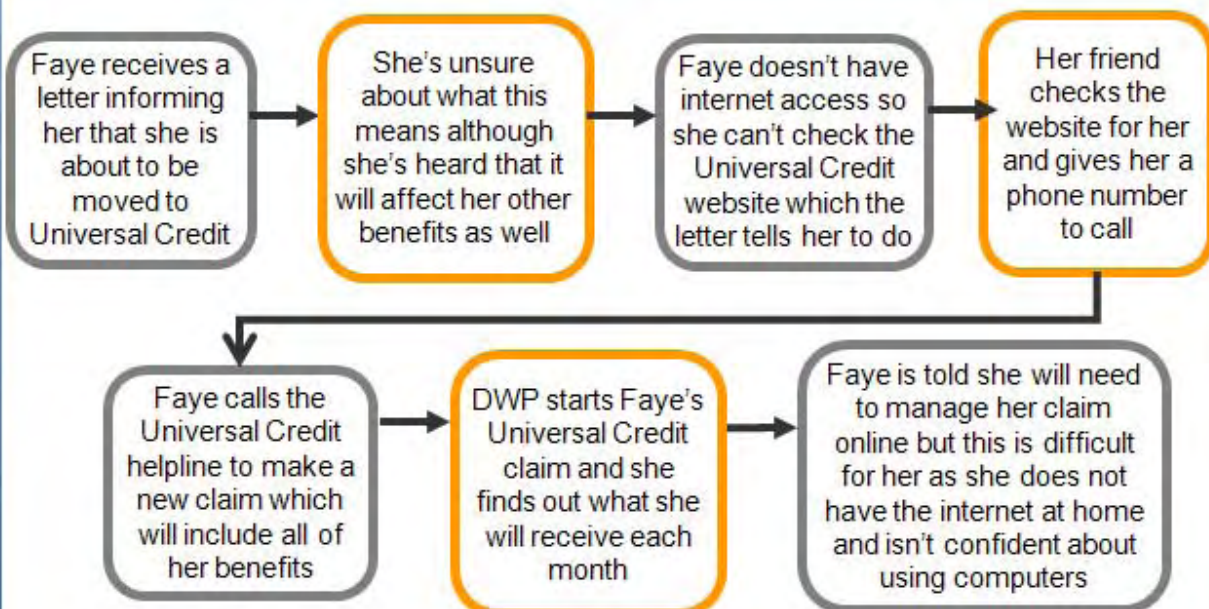 Faye receives a
letter informing
her that she is
about to be
moved to
Universal Credit
She's unsure
about what this
means although
she's heard that it
will affect her other
benefits as well
Faye doesn't have
internet access so
she can't check the
Universal Credit
website which the
letter tells her to do
Her friend
checks the
website for her
and gives her a
phone number
to call
Faye calls the
Universal Credit
helpline to make a
new claim which
will include all of
her benefits
DWP starts Faye's
Universal Credit
claim and she
finds out what she
will receive each
month
Faye is told she will need
to manage her claim
online but this is difficult
for her as she does not
have the internet at home
and isn't confident about
using computers